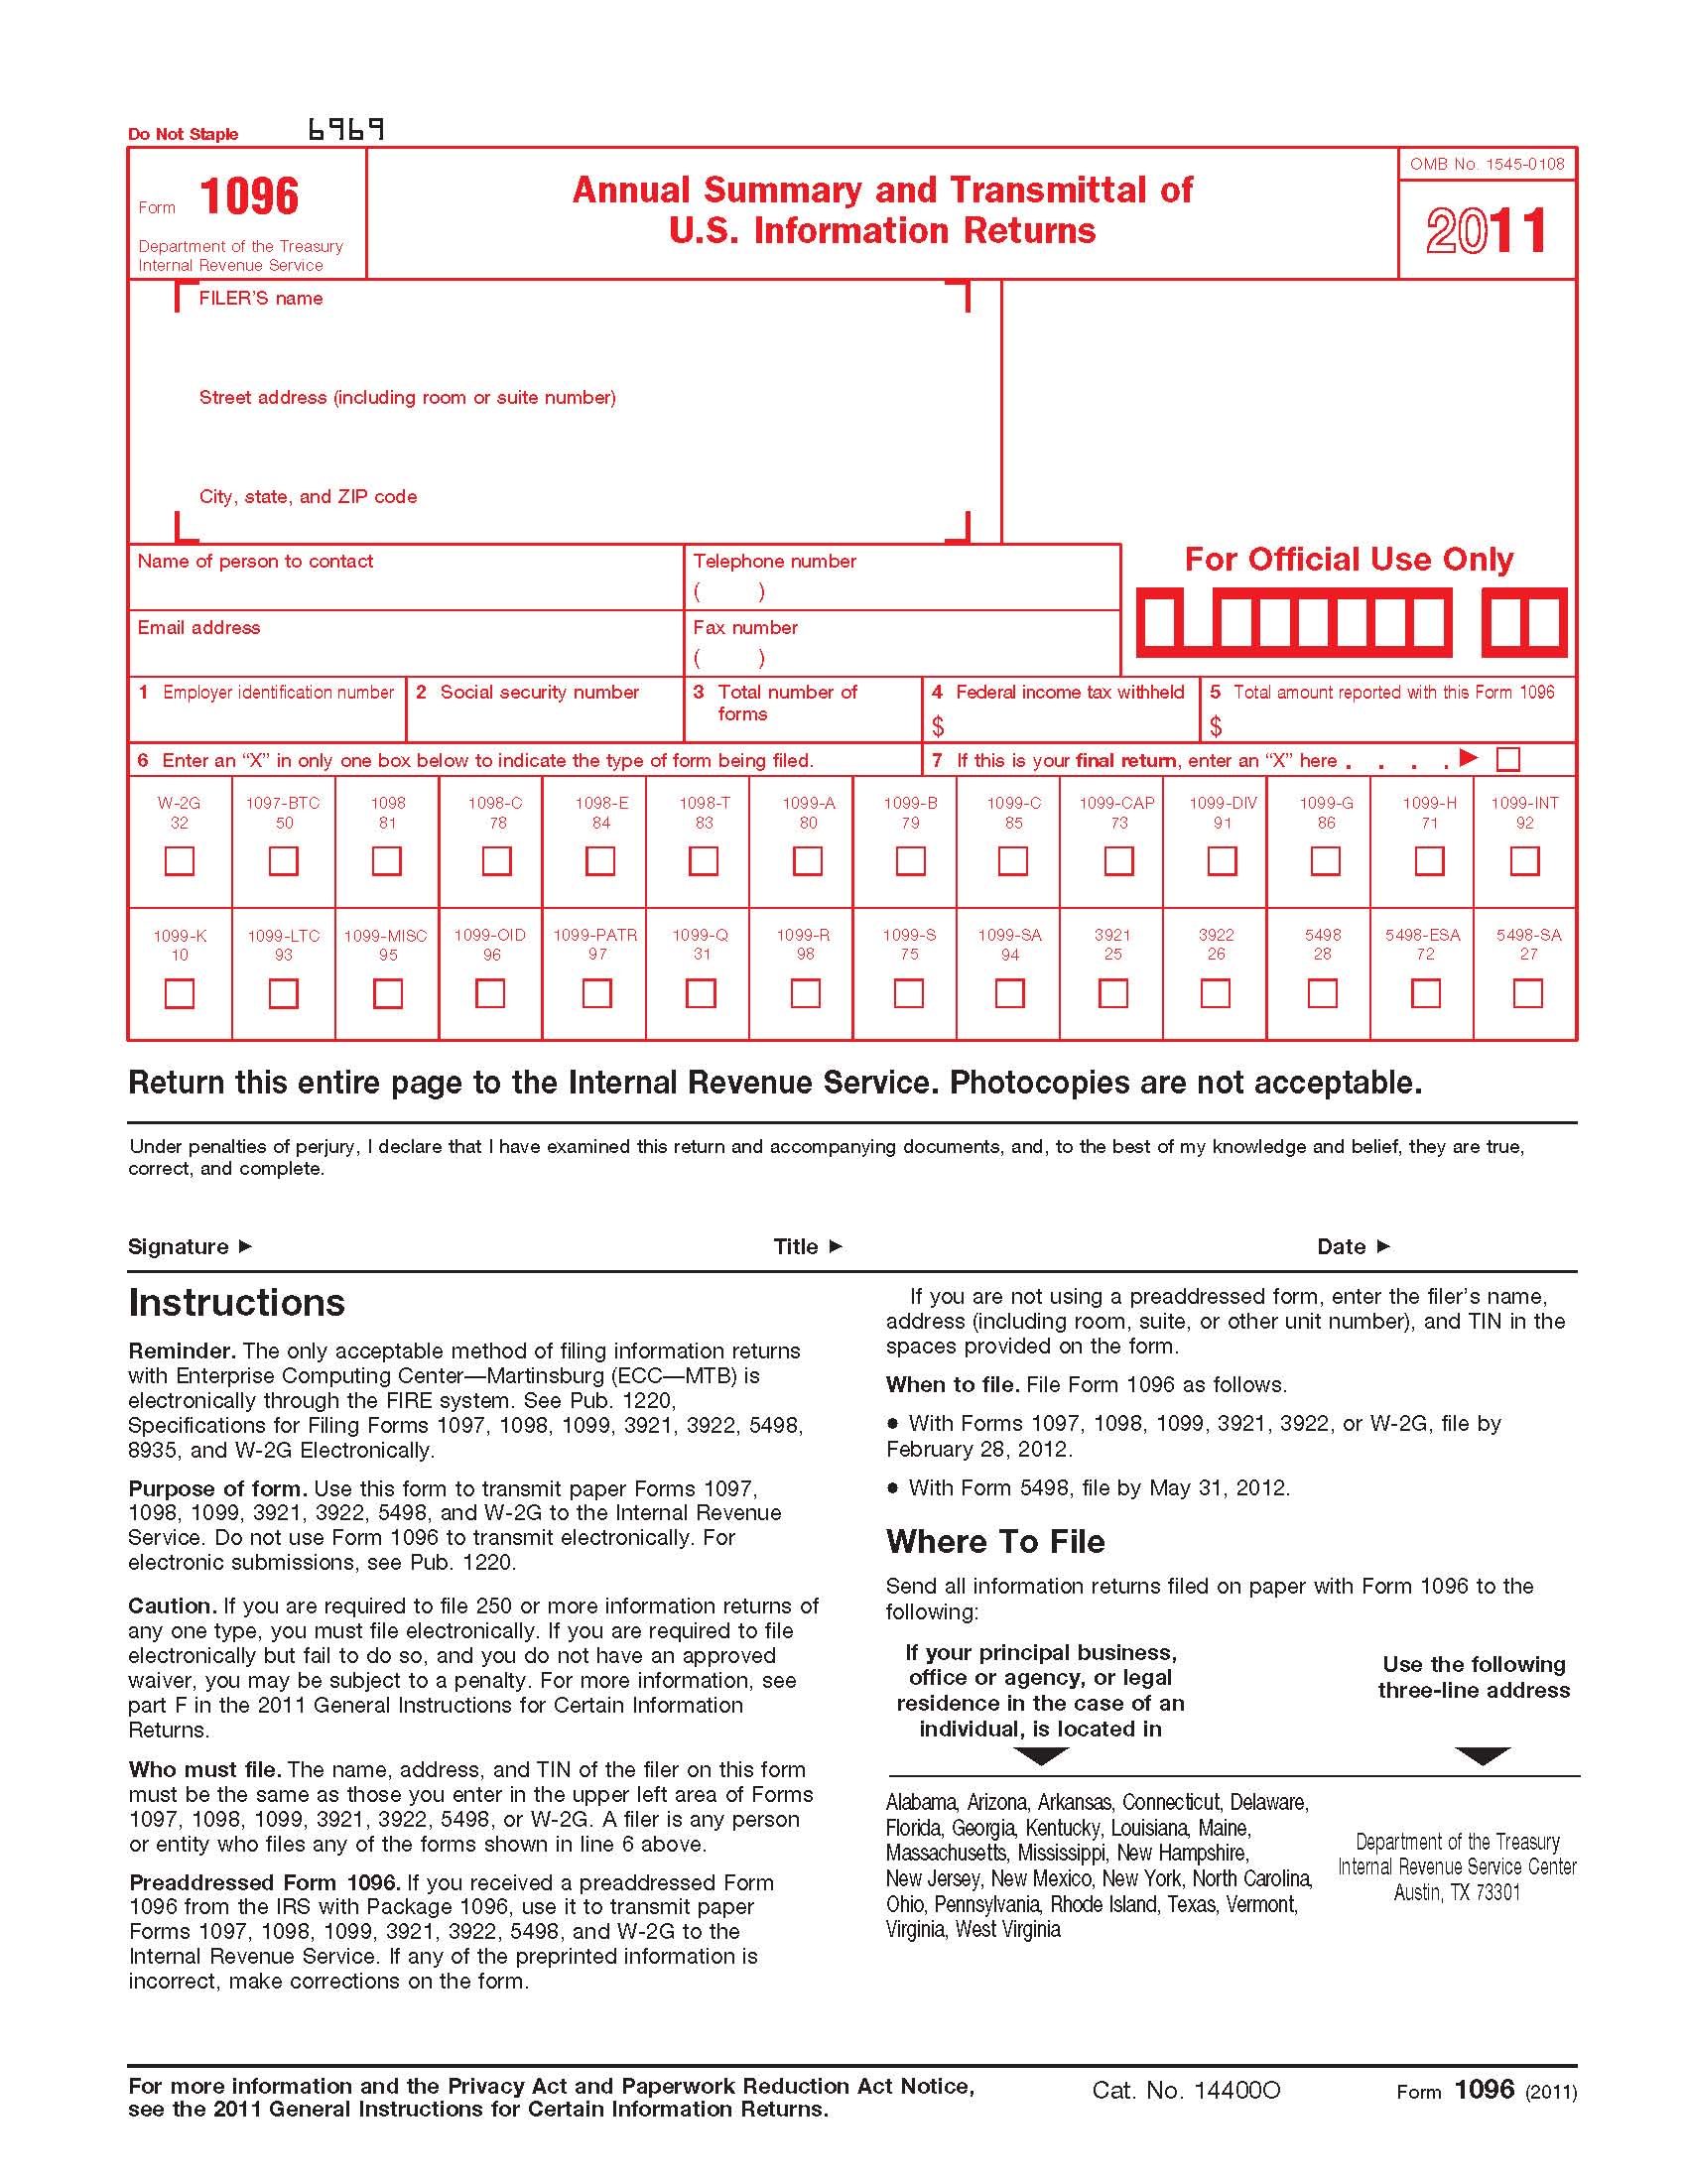 Do Not Staple 6969
Form 1096
Department of the Treasury
Internal Revenue Service
Annual Summary and Transmittal of
U.S. Information Returns
OMB No. 1545-0108
2011
FILER'S name
Street address (including room or suite number)
City, state, and ZIP code
Name of person to contact
Telephone number
( )
Email address
Fax number
( )
For Official Use Only
1 Employer identification number
2 Social security number
3 Total number of
forms
4 Federal income tax withheld
$
5 Total amount reported with this Form 1096
$
6 Enter an “X” in only one box below to indicate the type of form being filed.
7 If this is your final return, enter an “X” here . . . . ▶
W-2G 1097-BTC 1098 1098-C 1098-E 1098-T 1099-A 1099-B 1099-C 1099-CAP 1099-DIV 1099-G 1099-H 1099-INT
32 50 81 78 84 83 80 79 85 73 91 86 71 92
1099-K 1099-LTC 1099-MISC 1099-OID 1099-PATR 1099-Q 1099-R 1099-S 1099-SA 3921 3922 5498 5498-ESA 5498-SA
10 93 95 96 97 31 98 75 94 25 26 28 72 27
Return this entire page to the Internal Revenue Service. Photocopies are not acceptable.
Under penalties of perjury, I declare that I have examined this return and accompanying documents, and, to the best of my knowledge and belief, they are true,
correct, and complete.
Signature ▶ Title ▶ Date ▶
Instructions
Reminder. The only acceptable method of filing information returns
with Enterprise Computing Center—Martinsburg (ECC—MTB) is
electronically through the FIRE system. See Pub. 1220,
Specifications for Filing Forms 1097, 1098, 1099, 3921, 3922, 5498,
8935, and W-2G Electronically.
Purpose of form. Use this form to transmit paper Forms 1097,
1098, 1099, 3921, 3922, 5498, and W-2G to the Internal Revenue
Service. Do not use Form 1096 to transmit electronically. For
electronic submissions, see Pub. 1220.
Caution. If you are required to file 250 or more information returns of
any one type, you must file electronically. If you are required to file
electronically but fail to do so, and you do not have an approved
waiver, you may be subject to a penalty. For more information, see
part F in the 2011 General Instructions for Certain Information
Returns.
Who must file. The name, address, and TIN of the filer on this form
must be the same as those you enter in the upper left area of Forms
1097, 1098, 1099, 3921, 3922, 5498, or W-2G. A filer is any person
or entity who files any of the forms shown in line 6 above.
Preaddressed Form 1096. If you received a preaddressed Form
1096 from the IRS with Package 1096, use it to transmit paper
Forms 1097, 1098, 1099, 3921, 3922, 5498, and W-2G to the
Internal Revenue Service. If any of the preprinted information is
incorrect, make corrections on the form.
If you are not using a preaddressed form, enter the filer's name,
address (including room, suite, or other unit number), and TIN in the
spaces provided on the form.
When to file. File Form 1096 as follows.
● With Forms 1097, 1098, 1099, 3921, 3922, or W-2G, file by
February 28, 2012.
● With Form 5498, file by May 31, 2012.
Where To File
Send all information returns filed on paper with Form 1096 to the
following:
If your principal business,
office or agency, or legal
residence in the case of an
individual, is located in
Use the following
three-line address
Alabama, Arizona, Arkansas, Connecticut, Delaware,
Florida, Georgia, Kentucky, Louisiana, Maine,
Massachusetts, Mississippi, New Hampshire,
New Jersey, New Mexico, New York, North Carolina,
Ohio, Pennsylvania, Rhode Island, Texas, Vermont,
Virginia, West Virginia
Department of the Treasury
Internal Revenue Service Center
Austin, TX 73301
For more information and the Privacy Act and Paperwork Reduction Act Notice,
see the 2011 General Instructions for Certain Information Returns.
Cat. No. 14400O
Form 1096 (2011)